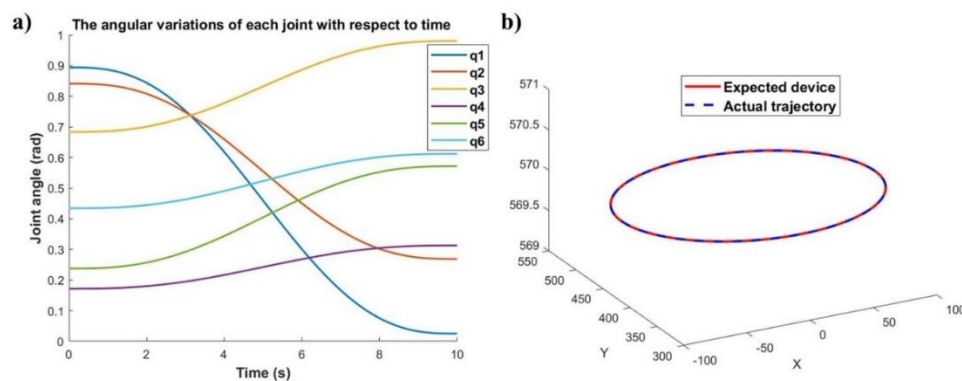 a)
The angular variations of each joint with respect to time
1
0.9
0.8
0.7
0.6
0.5
0.4
0.3
0.2
0.1
0
Joint angle (rad)
q1
q2
q3
q4
q5
q6
0 2 4 6 8 10
Time (s)
b)
Expected device
Actual trajectory
571
570.5
570
569.5
569
550
500
450
400
350
300
Y
-100
-50
0
50
100
X